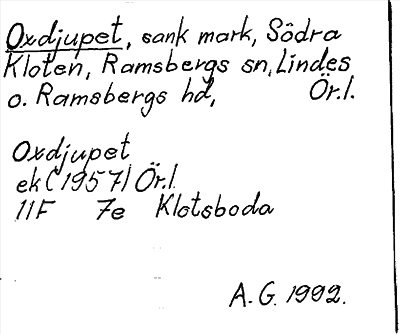 Oxdjupet, sank mark, Södra
Kloten, Ramsbergs sn, Lindes
o. Ramsbergs hd, Ör.l.
Oxdjupet
ek (1957) Ör.l.
11F 7e Klotsboda
A.G. 1992.